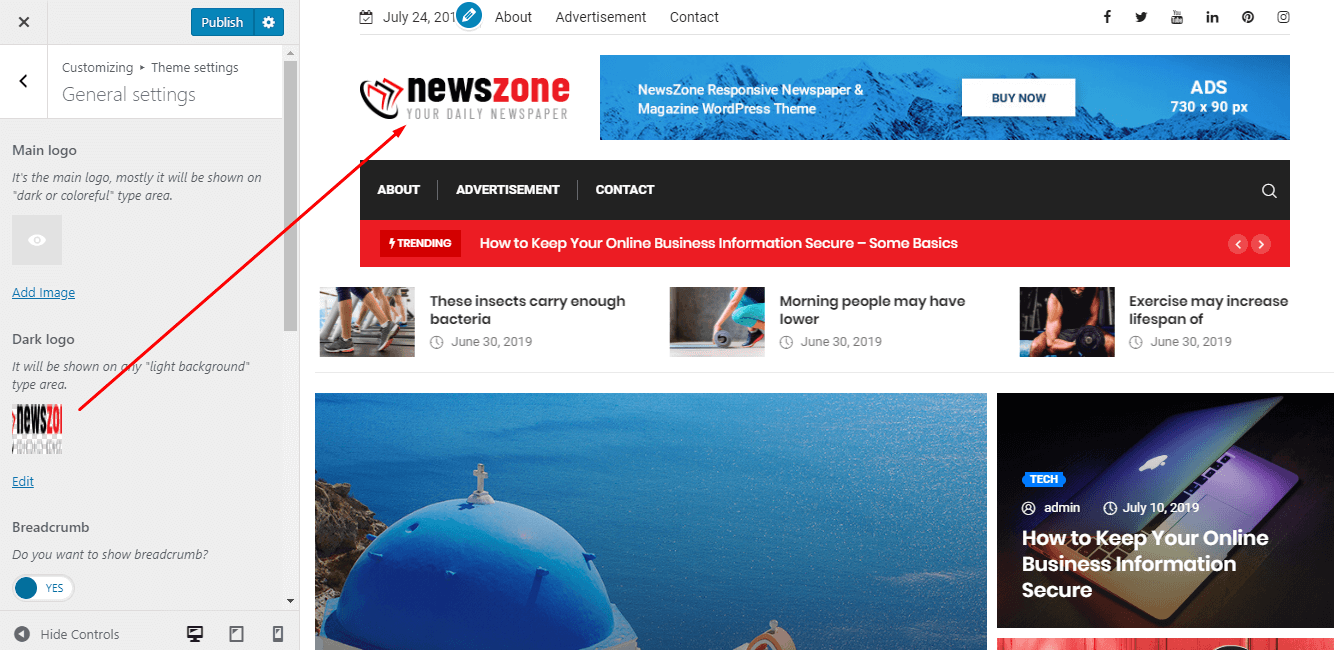 Publish
Customizing ▸ Theme settings
General settings
Main logo
It's the main logo, mostly it will be shown on
"dark or coloreful" type area.
Add Image
Dark logo
It will be shown on any "light background"
type area.
newszo
Edit
Breadcrumb
Do you want to show breadcrumb?
YES
Hide Controls
July 24, 201
About
Advertisement
Contact
You
Tube
newszone
YOUR DAILY NEWSPAPER
NewsZone Responsive Newspaper &
Magazine WordPress Theme
BUY NOW
ADS
730 x 90 px
ABOUT
ADVERTISEMENT
CONTACT
TRENDING
How to Keep Your Online Business Information Secure – Some Basics
These insects carry enough
bacteria
June 30, 2019
Morning people may have
lower
June 30, 2019
Exercise may increase
lifespan of
June 30, 2019
TECH
admin
July 10, 2019
How to Keep Your Online
Business Information
Secure